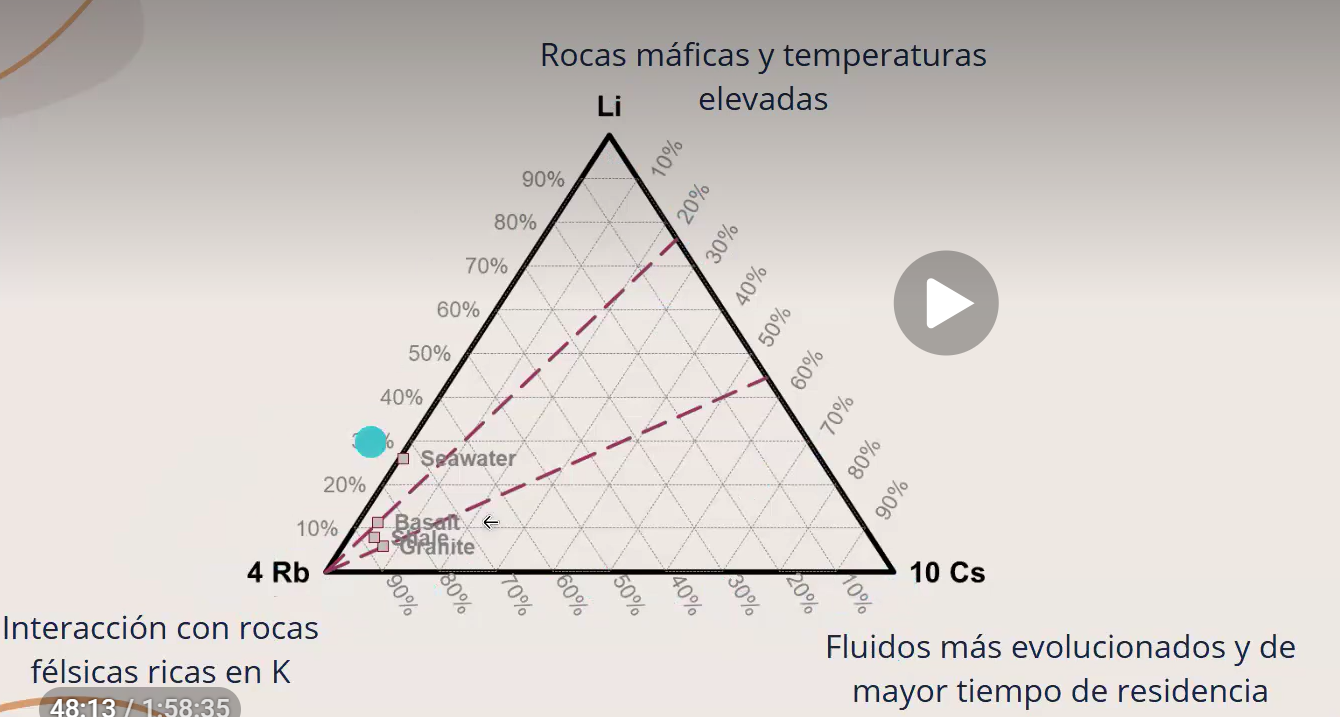 Rocas máficas y temperaturas
elevadas
Li
10%
90%
20%
80%
30%
70%
40%
60%
50%
50%
60%
40%
70%
Seawater
80%
20%
90%
Basalt
10%
Shale
Granite
4 Rb
10 Cs
90%
80%
70%
60%
50%
40%
30%
20%
10%
Interacción con rocas
félsicas ricas en K
Fluidos más evolucionados y de
mayor tiempo de residencia
48:13 / 1:58:35